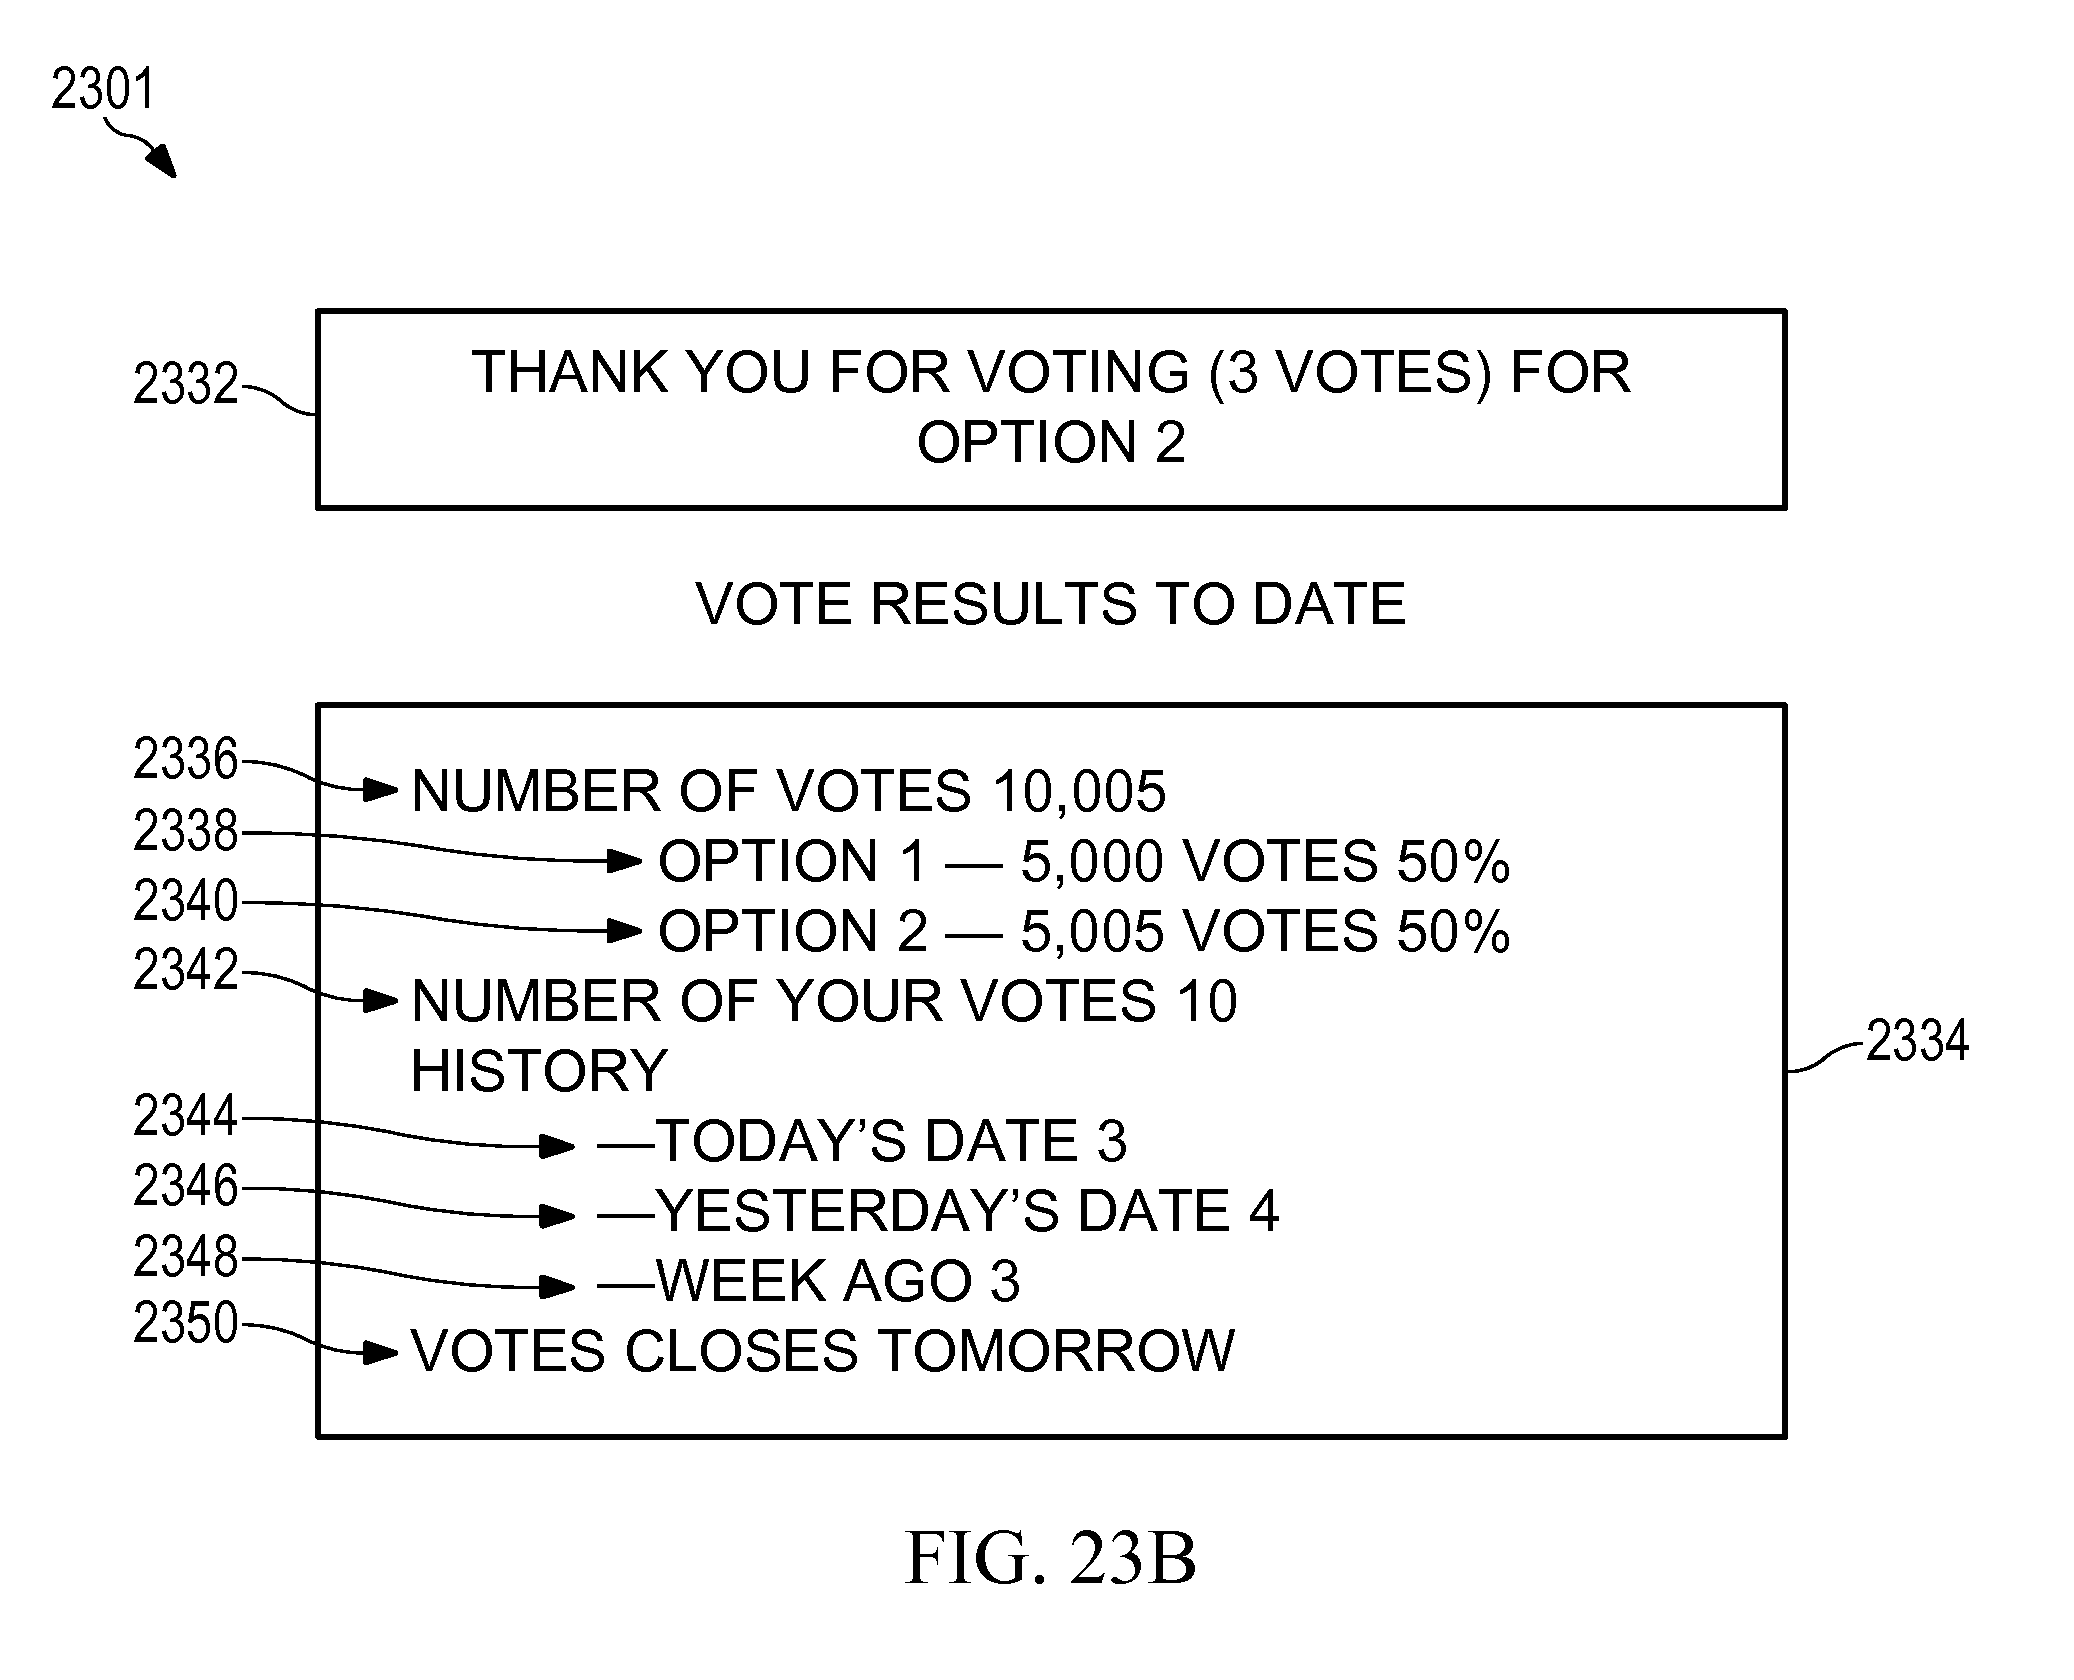 2301
2332
THANK YOU FOR VOTING (3 VOTES) FOR
OPTION 2
VOTE RESULTS TO DATE
2336
NUMBER OF VOTES 10,005
2338
OPTION 1 — 5,000 VOTES 50%
2340
OPTION 2 — 5,005 VOTES 50%
2342
NUMBER OF YOUR VOTES 10
HISTORY
2334
2344
—TODAY’S DATE 3
2346
—YESTERDAY’S DATE 4
2348
—WEEK AGO 3
2350
VOTES CLOSES TOMORROW
FIG. 23B